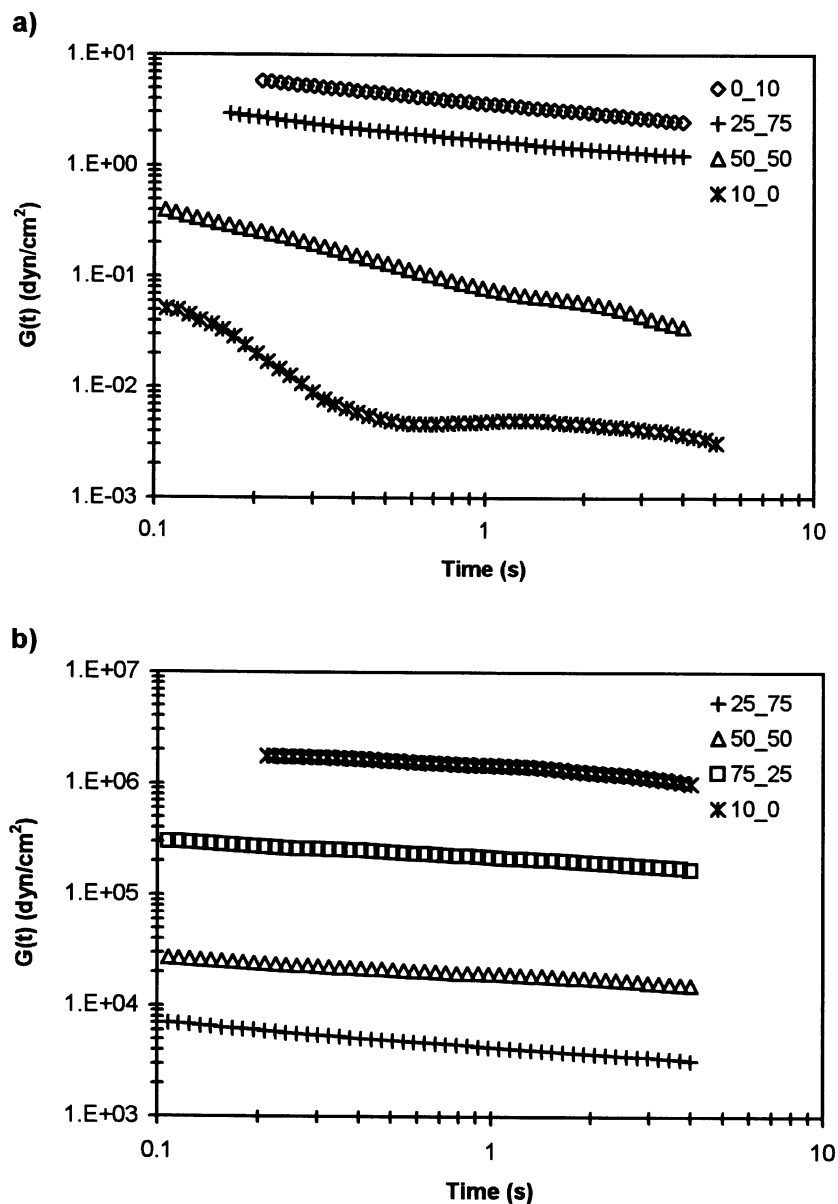 a)
1.E+01
1.E+00
1.E-01
1.E-02
1.E-03
G(t) (dyn/cm²)
0_10
25_75
50_50
10_0
0.1
1
10
Time (s)
b)
1.E+07
1.E+06
1.E+05
1.E+04
1.E+03
G(t) (dyn/cm²)
25_75
50_50
75_25
10_0
0.1
1
10
Time (s)